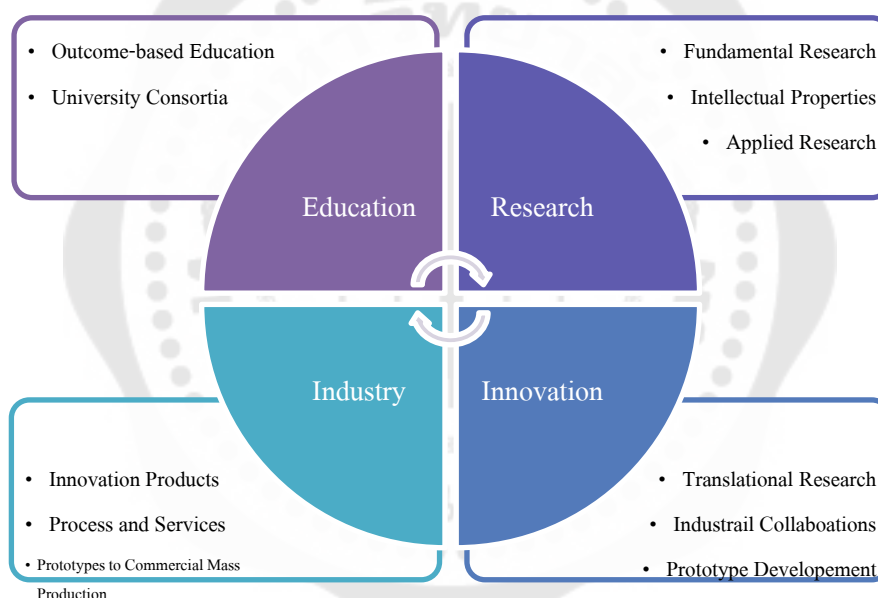 • Outcome-based Education
• University Consortia
• Fundamental Research
• Intellectual Properties
• Applied Research
Education
Research
Industry
Innovation
• Innovation Products
• Process and Services
• Prototypes to Commercial Mass
Production
• Translational Research
• Industrail Collaboations
• Prototype Developement